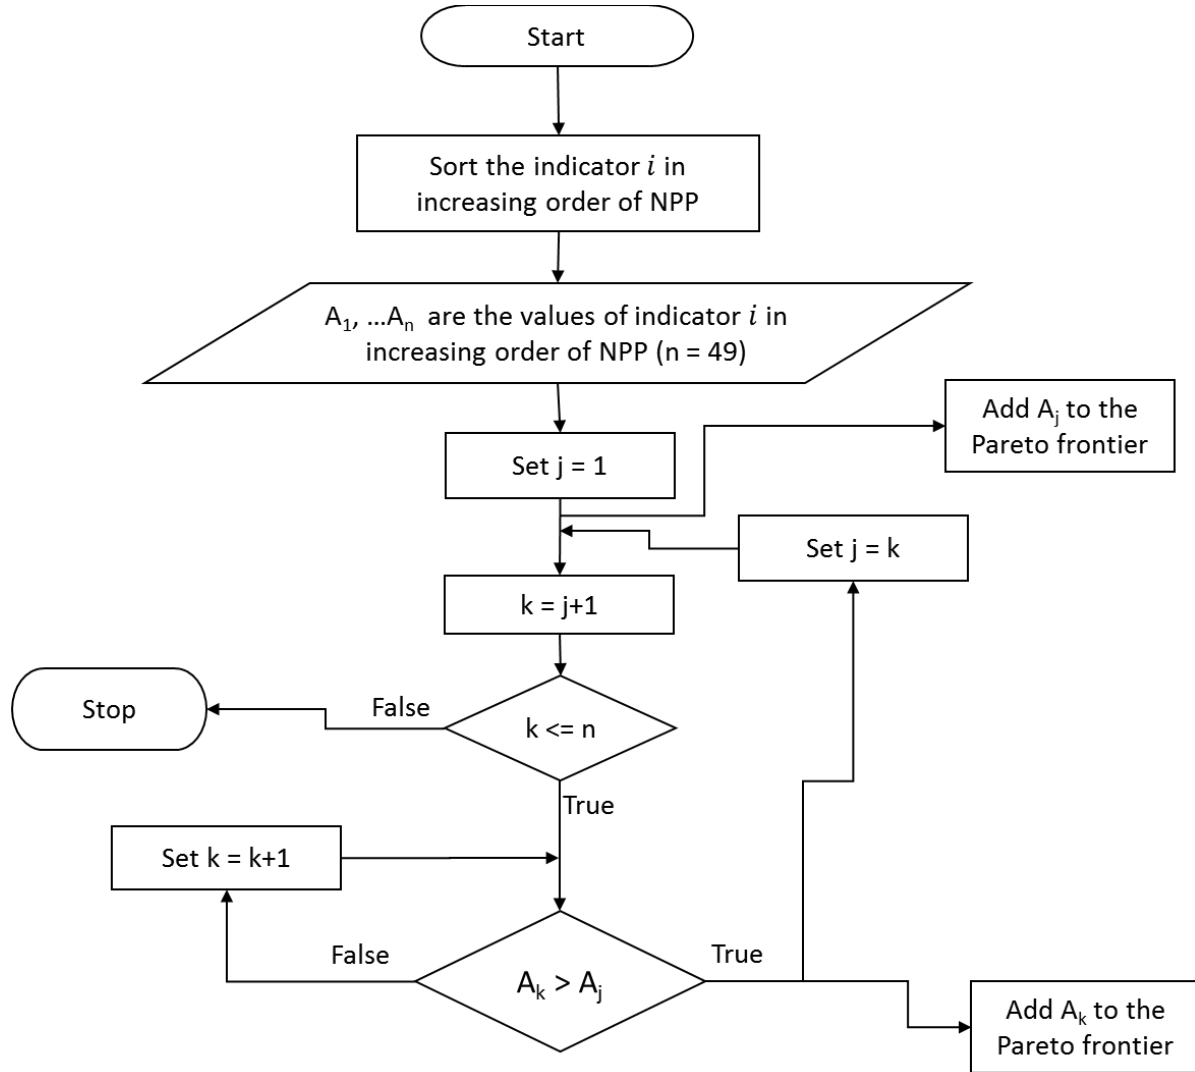 Start
Sort the indicator i in
increasing order of NPP
A₁, ...Aₙ are the values of indicator i in
increasing order of NPP (n = 49)
Add Aⱼ to the
Pareto frontier
Set j = 1
Set j = k
k = j+1
Stop
False
k <= n
True
Set k = k+1
False
True
Aₖ > Aⱼ
Add Aₖ to the
Pareto frontier